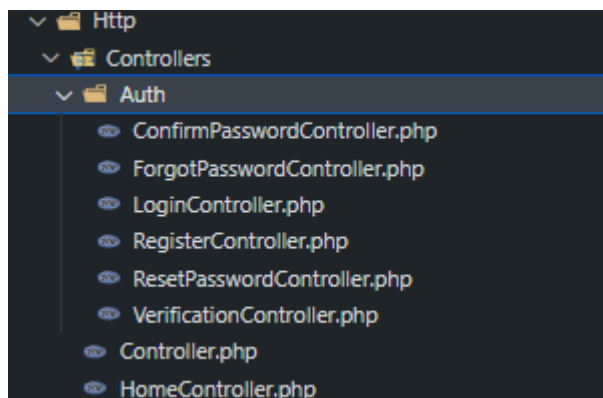 Http
Controllers
Auth
ConfirmPasswordController.php
ForgotPasswordController.php
LoginController.php
RegisterController.php
ResetPasswordController.php
VerificationController.php
Controller.php
HomeController.php